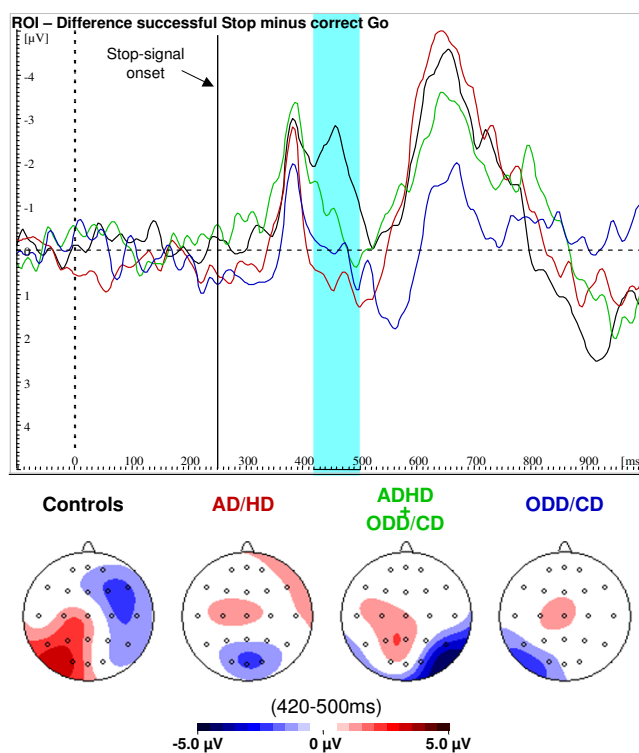 ROI – Difference successful Stop minus correct Go
[µV]
Stop-signal
onset
-4
-3
-2
-1
0
1
2
3
4
0 100 200 300 400 500 600 700 800 900 [ms
Controls AD/HD ADHD + ODD/CD ODD/CD
(420-500ms)
-5.0 µV 0 µV 5.0 µV